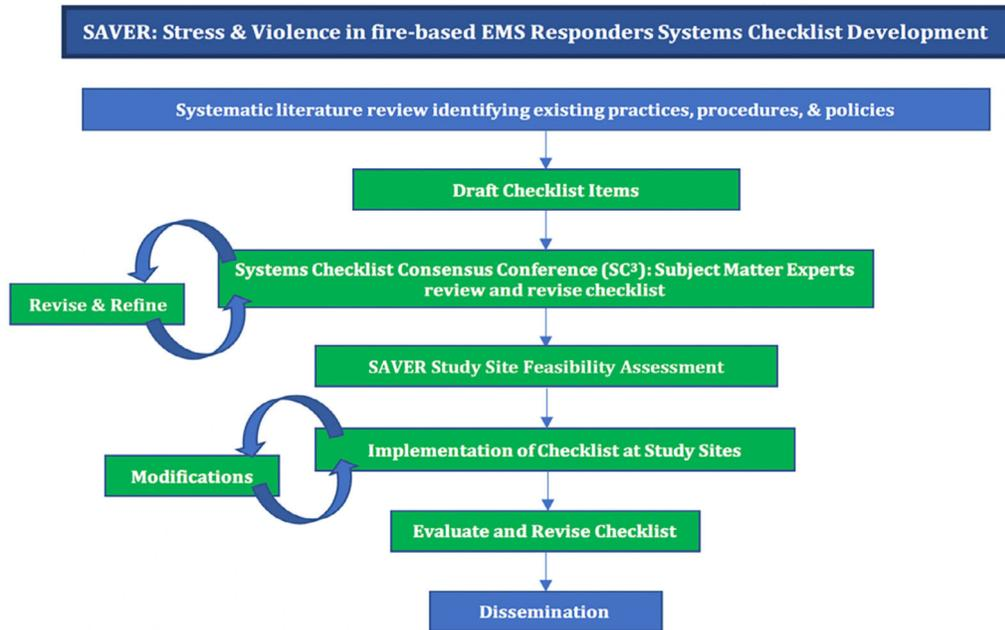 SAVER: Stress & Violence in fire-based EMS Responders Systems Checklist Development
Systematic literature review identifying existing practices, procedures, & policies
Draft Checklist Items
Systems Checklist Consensus Conference (SC³): Subject Matter Experts
review and revise checklist
Revise & Refine
SAVER Study Site Feasibility Assessment
Implementation of Checklist at Study Sites
Modifications
Evaluate and Revise Checklist
Dissemination